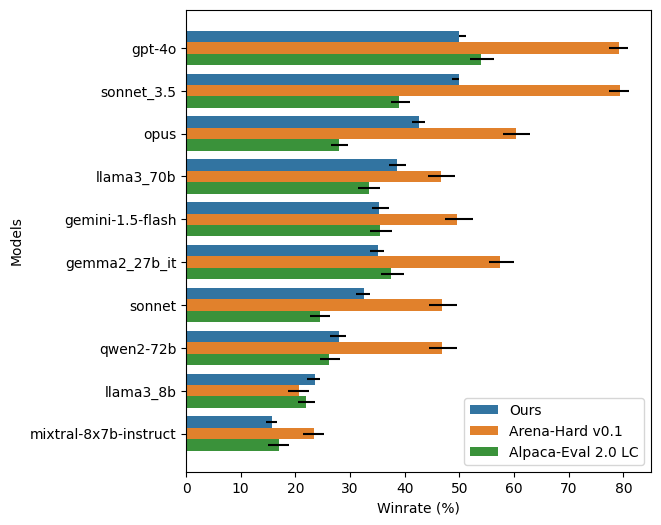 Models
gpt-4o
sonnet_3.5
opus
llama3_70b
gemini-1.5-flash
gemma2_27b_it
sonnet
qwen2-72b
llama3_8b
mixtral-8x7b-instruct
Ours
Arena-Hard v0.1
Alpaca-Eval 2.0 LC
0 10 20 30 40 50 60 70 80
Winrate (%)